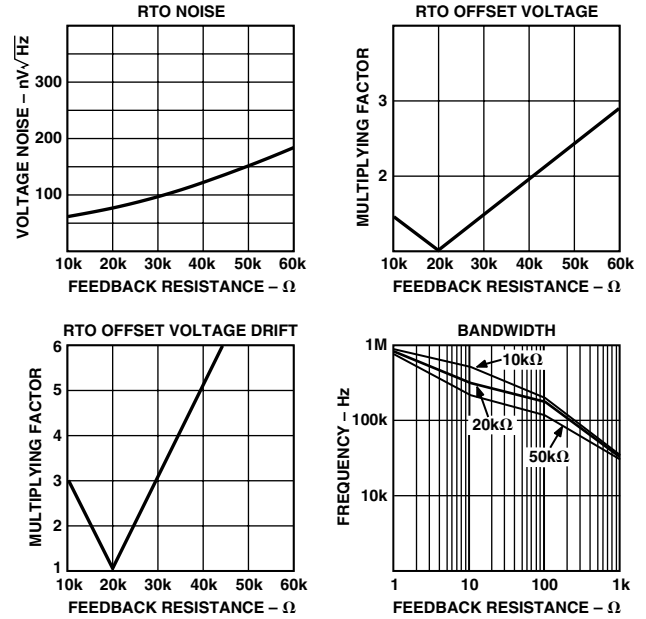 RTO NOISE
VOLTAGE NOISE – nV√Hz
300
200
100
10k 20k 30k 40k 50k 60k
FEEDBACK RESISTANCE – Ω
RTO OFFSET VOLTAGE
MULTIPLYING FACTOR
3
2
10k 20k 30k 40k 50k 60k
FEEDBACK RESISTANCE – Ω
RTO OFFSET VOLTAGE DRIFT
MULTIPLYING FACTOR
6
5
4
3
2
1
10k 20k 30k 40k 50k 60k
FEEDBACK RESISTANCE – Ω
BANDWIDTH
FREQUENCY – Hz
1M
100k
10k
10kΩ
20kΩ
50kΩ
1 10 100 1k
FEEDBACK RESISTANCE – Ω